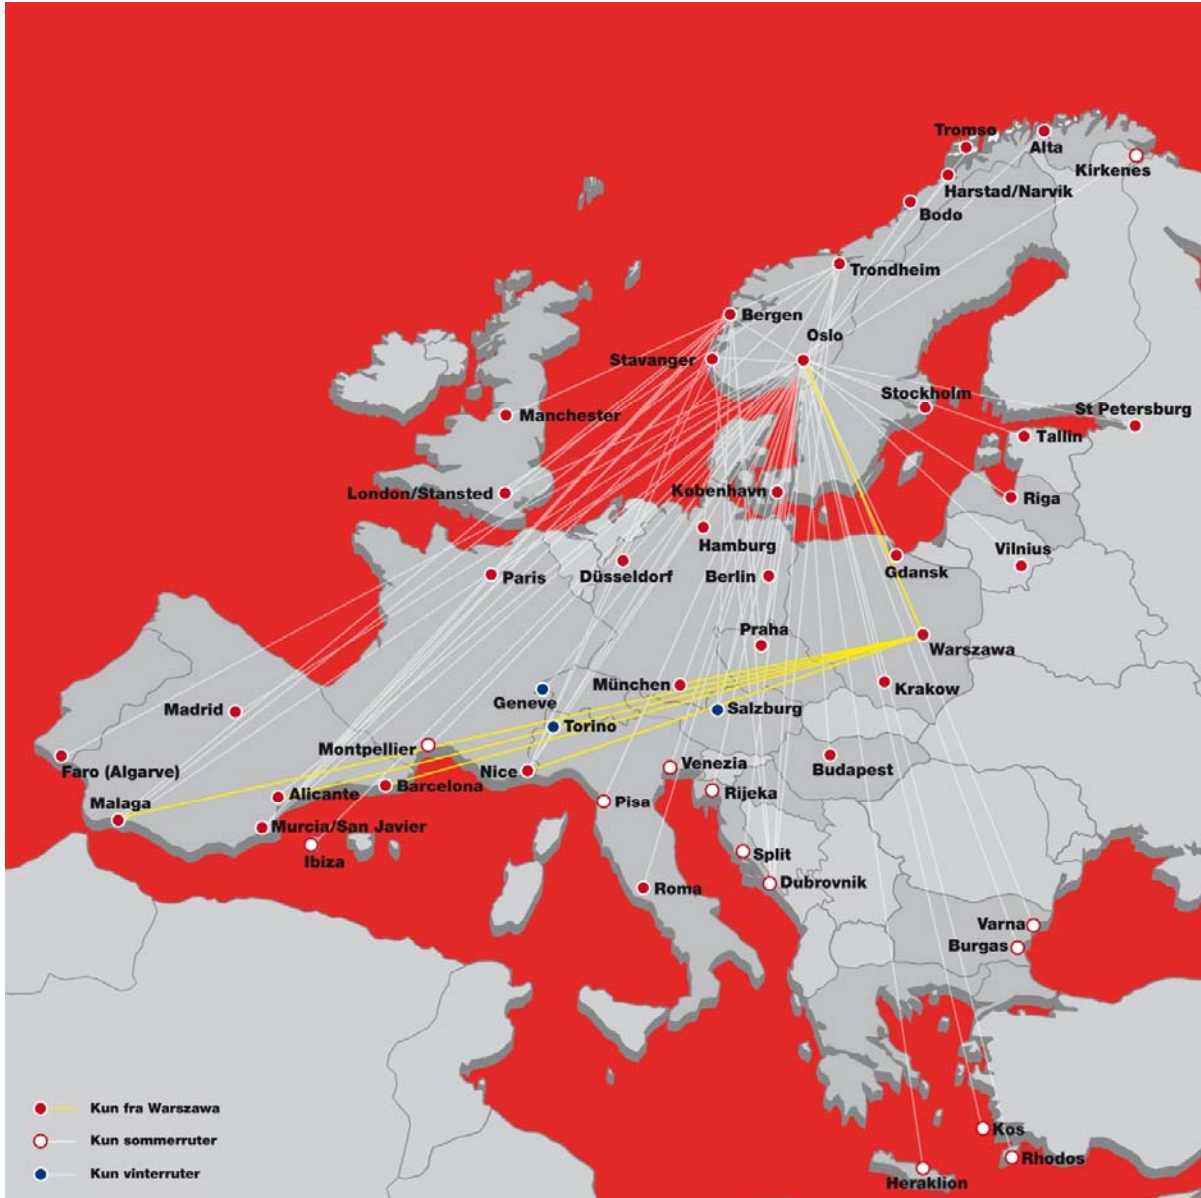 Tromsø
Alta
Kirkenes
Harstad/Narvik
Bodø
Trondheim
Bergen
Oslo
Stavanger
Stockholm
St Petersburg
Manchester
Tallin
London/Stansted
København
Riga
Hamburg
Vilnius
Gdansk
Paris
Düsseldorf
Berlin
Praha
Warszawa
München
Krakow
Geneve
Madrid
Salzburg
Torino
Montpellier
Venezia
Faro (Algarve)
Nice
Budapest
Barcelona
Alicante
Rijeka
Malaga
Pisa
Murcia/San Javier
Ibiza
Split
Dubrovnik
Roma
Varna
Burgas
Kun fra Warszawa
Kos
Kun sommerruter
Rhodos
Kun vinterruter
Heraklion